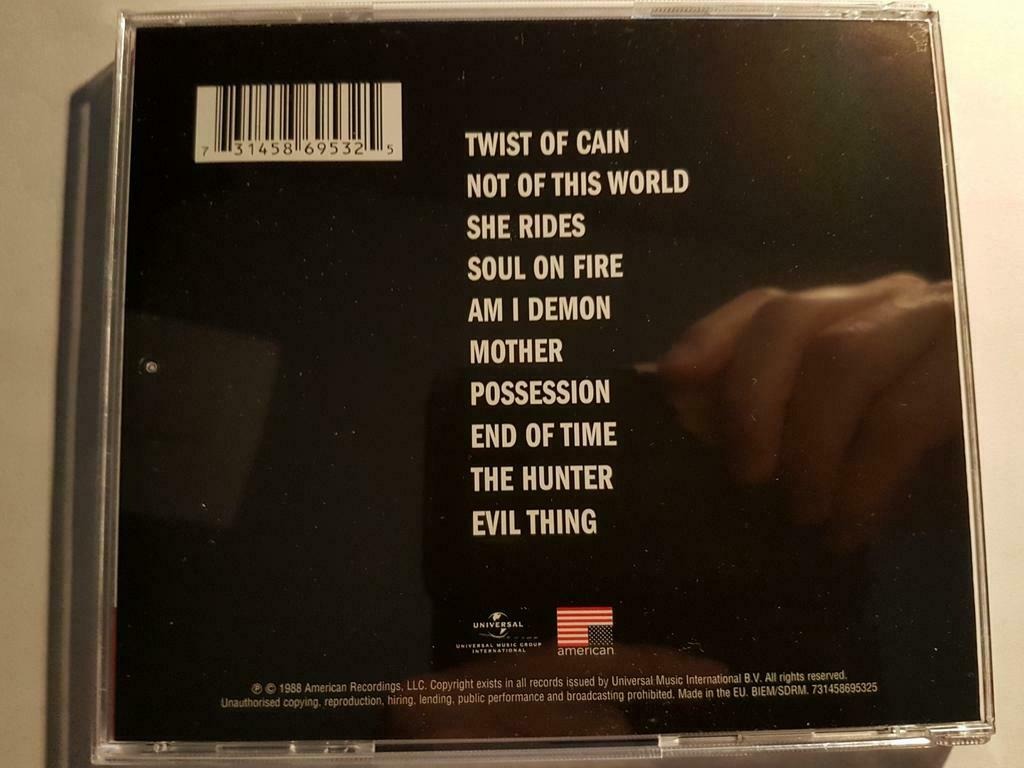 7 31458 69532 5
TWIST OF CAIN
NOT OF THIS WORLD
SHE RIDES
SOUL ON FIRE
AM I DEMON
MOTHER
POSSESSION
END OF TIME
THE HUNTER
EVIL THING
UNIVERSAL
UNIVERSAL MUSIC GROUP
INTERNATIONAL
american
℗ © 1988 American Recordings, LLC. Copyright exists in all records issued by Universal Music International B.V. All rights reserved.
Unauthorised copying, reproduction, hiring, lending, public performance and broadcasting prohibited. Made in the EU. BIEM/SDRM. 731458695325